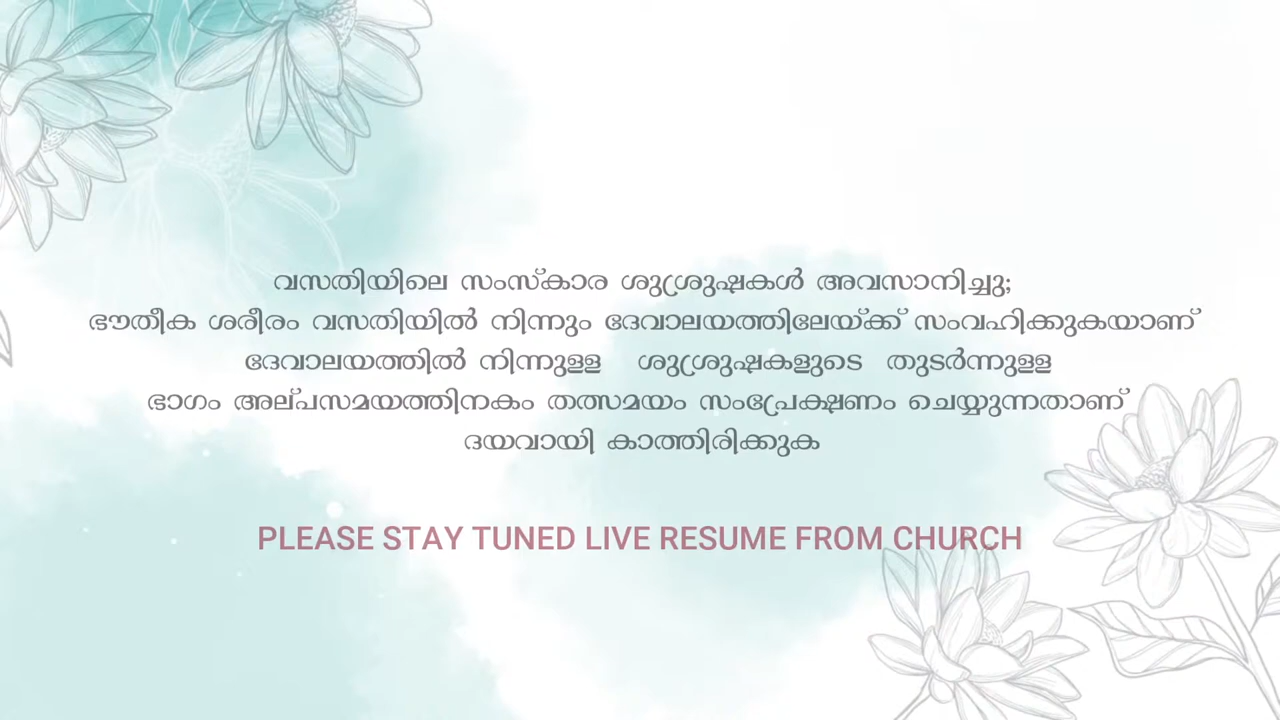 വസതിയിലെ സംസ്കാര ശുശ്രുഷകൾ അവസാനിച്ചു;
ഭൗതീക ശരീരം വസതിയിൽ നിന്നും ദേവാലയത്തിലേയ്ക്ക് സംവഹിക്കുകയാണ്
ദേവാലയത്തിൽ നിന്നുള്ള ശുശ്രുഷകളുടെ തുടർന്നുള്ള
ഭാഗം അല്പസമയത്തിനകം തത്സമയം സംപ്രേക്ഷണം ചെയ്യുന്നതാണ്
ദയവായി കാത്തിരിക്കുക
PLEASE STAY TUNED LIVE RESUME FROM CHURCH